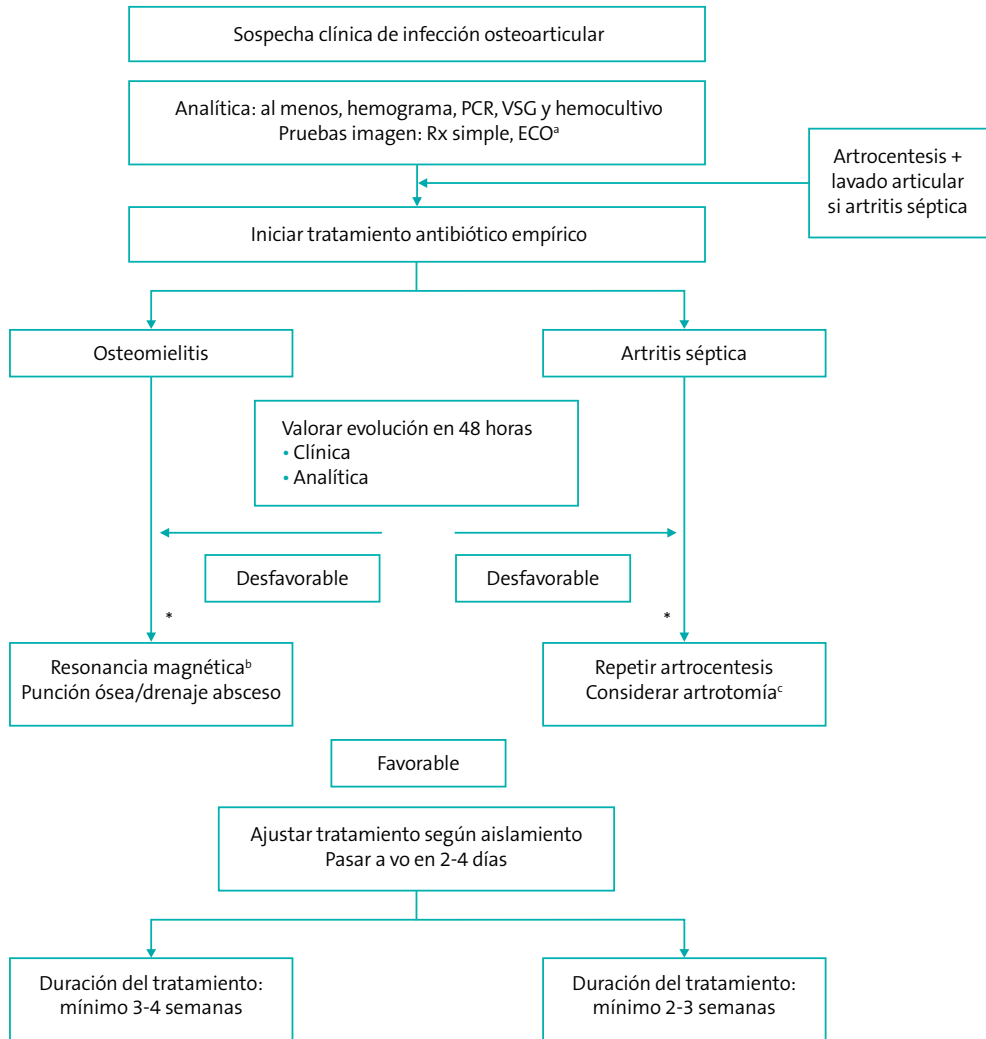 Sospecha clínica de infección osteoarticular
Analítica: al menos, hemograma, PCR, VSG y hemocultivo
Pruebas imagen: Rx simple, ECOᵃ
Artrocentesis +
lavado articular
si artritis séptica
Iniciar tratamiento antibiótico empírico
Osteomielitis
Artritis séptica
Valorar evolución en 48 horas
• Clínica
• Analítica
Desfavorable
Desfavorable
*
*
Resonancia magnéticaᵇ
Punción ósea/drenaje absceso
Repetir artrocentesis
Considerar artrotomíaᶜ
Favorable
Ajustar tratamiento según aislamiento
Pasar a vo en 2-4 días
Duración del tratamiento:
mínimo 3-4 semanas
Duración del tratamiento:
mínimo 2-3 semanas